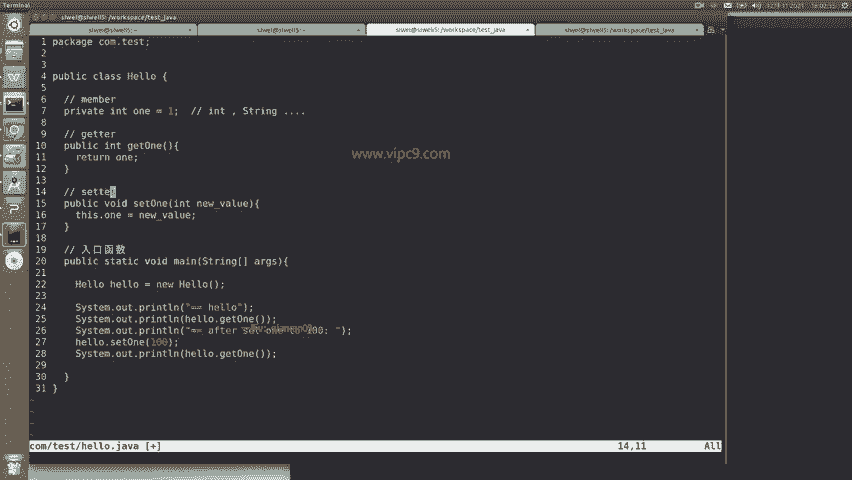 Terminal
siwei@siwei5: /workspace/test_java
siwei@siwei5: ~
siwei@siwei5: ~
siwei@siwei5: /workspace/test_java
siwei@siwei5: /workspace/test_java
1 package com.test;
2
3
4 public class Hello {
5
6 // member
7 private int one = 1; // int , String ....
8
9 // getter
10 public int getOne(){
11 return one;
12 }
13
14 // setter
15 public void setOne(int new_value){
16 this.one = new_value;
17 }
18
19 // 入口函数
20 public static void main(String[] args){
21
22 Hello hello = new Hello();
23
24 System.out.println("== hello");
25 System.out.println(hello.getOne());
26 System.out.println("== after set one to 100: ");
27 hello.setOne(100);
28 System.out.println(hello.getOne());
29
30 }
31 }
~
~
~
~
com/test/hello.java [+] 14,11 All
www.vipc9.com